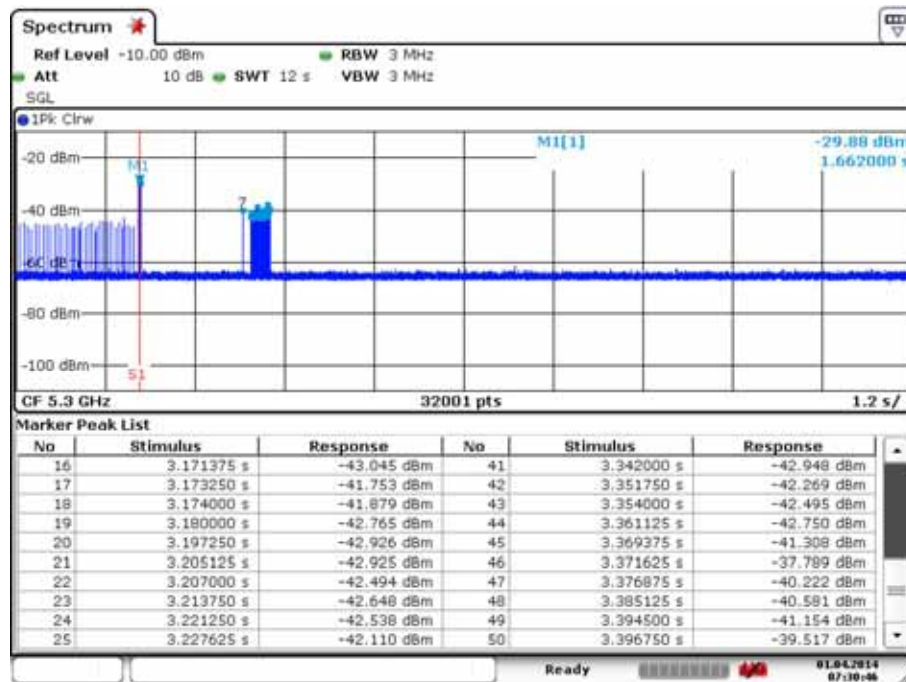 Spectrum
Ref Level -10.00 dBm RBW 3 MHz
Att 10 dB SWT 12 s VBW 3 MHz
SGL
1Pk Clrw
M1[1] -29.88 dBm
1.662000 s
-20 dBm
M1
-40 dBm
7
-60 dBm
-80 dBm
-100 dBm
S1
CF 5.3 GHz 32001 pts 1.2 s/
Marker Peak List
No Stimulus Response No Stimulus Response
16 3.171375 s -43.045 dBm 41 3.342000 s -42.948 dBm
17 3.173250 s -41.753 dBm 42 3.351750 s -42.269 dBm
18 3.174000 s -41.879 dBm 43 3.354000 s -42.495 dBm
19 3.180000 s -42.765 dBm 44 3.361125 s -42.750 dBm
20 3.197250 s -42.926 dBm 45 3.369375 s -41.308 dBm
21 3.205125 s -42.925 dBm 46 3.371625 s -37.789 dBm
22 3.207000 s -42.494 dBm 47 3.376875 s -40.222 dBm
23 3.213750 s -42.648 dBm 48 3.385125 s -40.581 dBm
24 3.221250 s -42.538 dBm 49 3.394500 s -41.154 dBm
25 3.227625 s -42.110 dBm 50 3.396750 s -39.517 dBm
Ready 01.04.2014
07:30:46